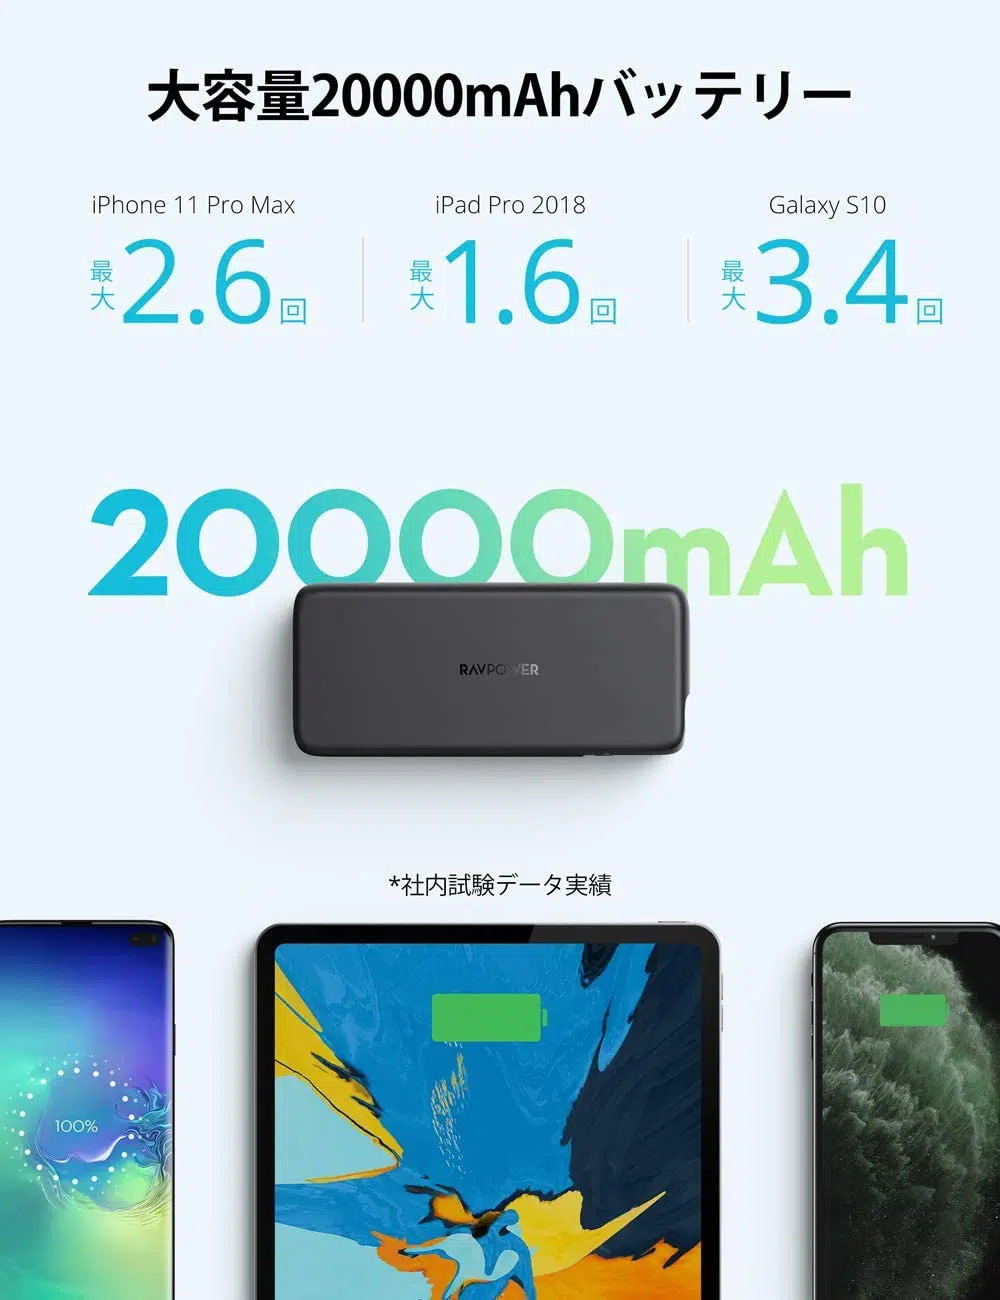 大容量20000mAhバッテリー
iPhone 11 Pro Max
最大2.6回
iPad Pro 2018
最大1.6回
Galaxy S10
最大3.4回
20000mAh
RAVPOWER
*社内試験データ実績
100%